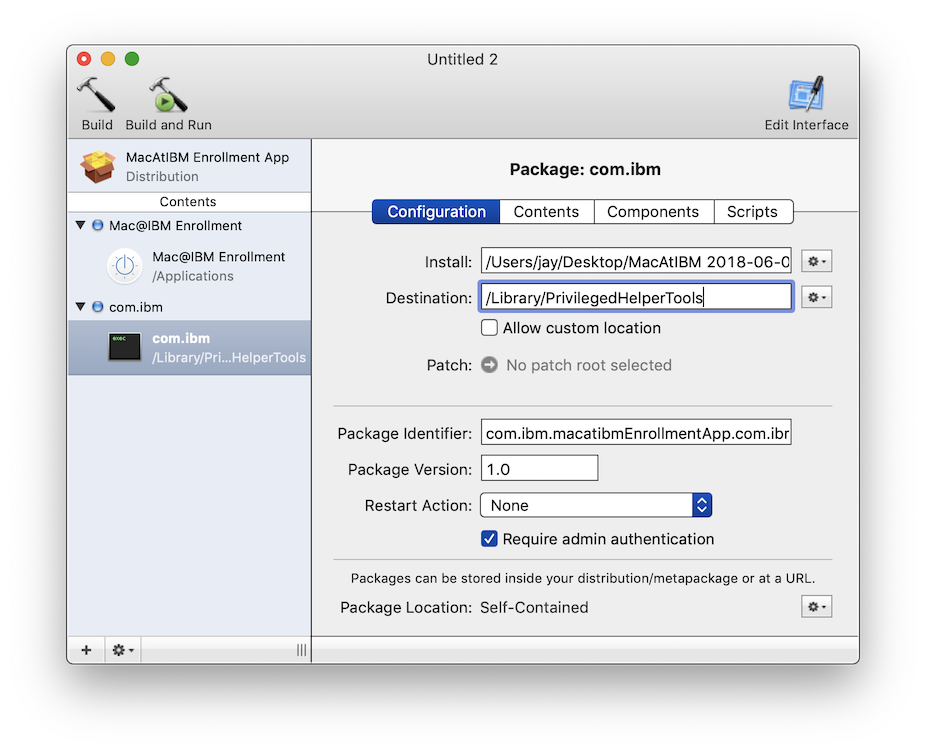 Untitled 2
Build
Build and Run
Edit Interface
MacAtIBM Enrollment App
Distribution
Contents
Mac@IBM Enrollment
Mac@IBM Enrollment
/Applications
com.ibm
exec
com.ibm
/Library/Pri...HelperTools
Package: com.ibm
Configuration
Contents
Components
Scripts
Install: /Users/jay/Desktop/MacAtIBM 2018-06-0
Destination: /Library/PrivilegedHelperTools
Allow custom location
Patch: No patch root selected
Package Identifier: com.ibm.macatibmEnrollmentApp.com.ibr
Package Version: 1.0
Restart Action: None
Require admin authentication
Packages can be stored inside your distribution/metapackage or at a URL.
Package Location: Self-Contained